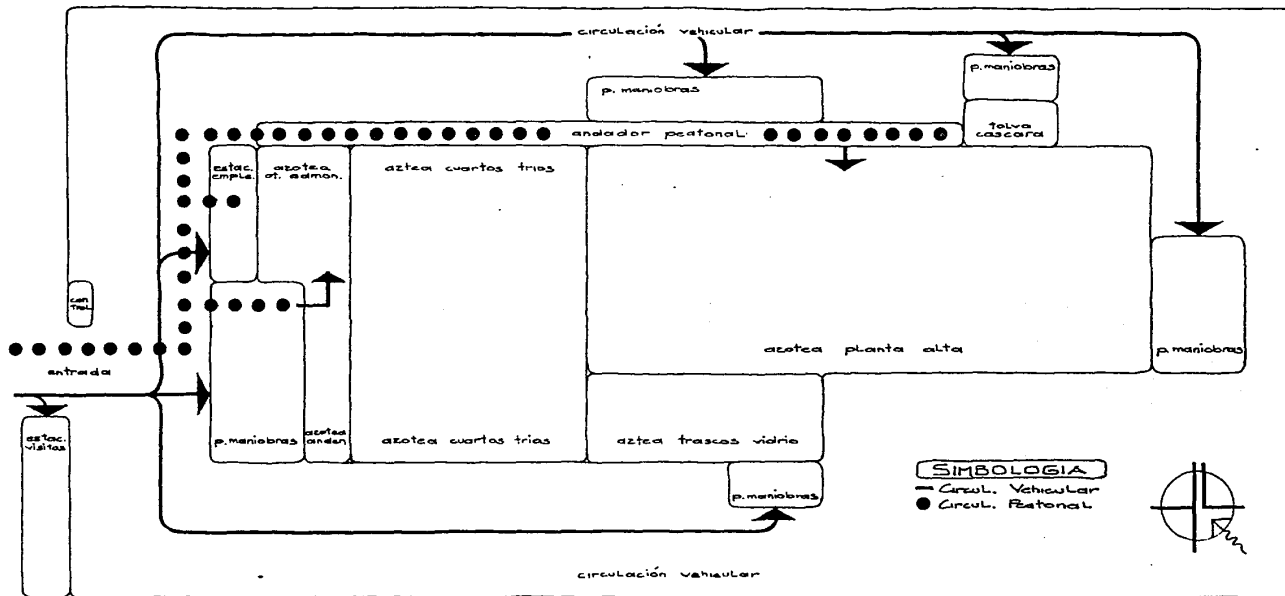 circulación vehicular
p. maniobras
p. maniobras
tolva
cascara
andador peatonal
estac.
emple.
azotea
of. admon.
aztea cuartos frios
con
trol
entrada
azotea planta alta
p. maniobras
estac.
visitas
p. maniobras
azotea
anden
azotea cuartos frios
aztea frascos vidrio
p. maniobras
SIMBOLOGIA
Circul. Vehicular
Circul. Peatonal
circulación vehicular